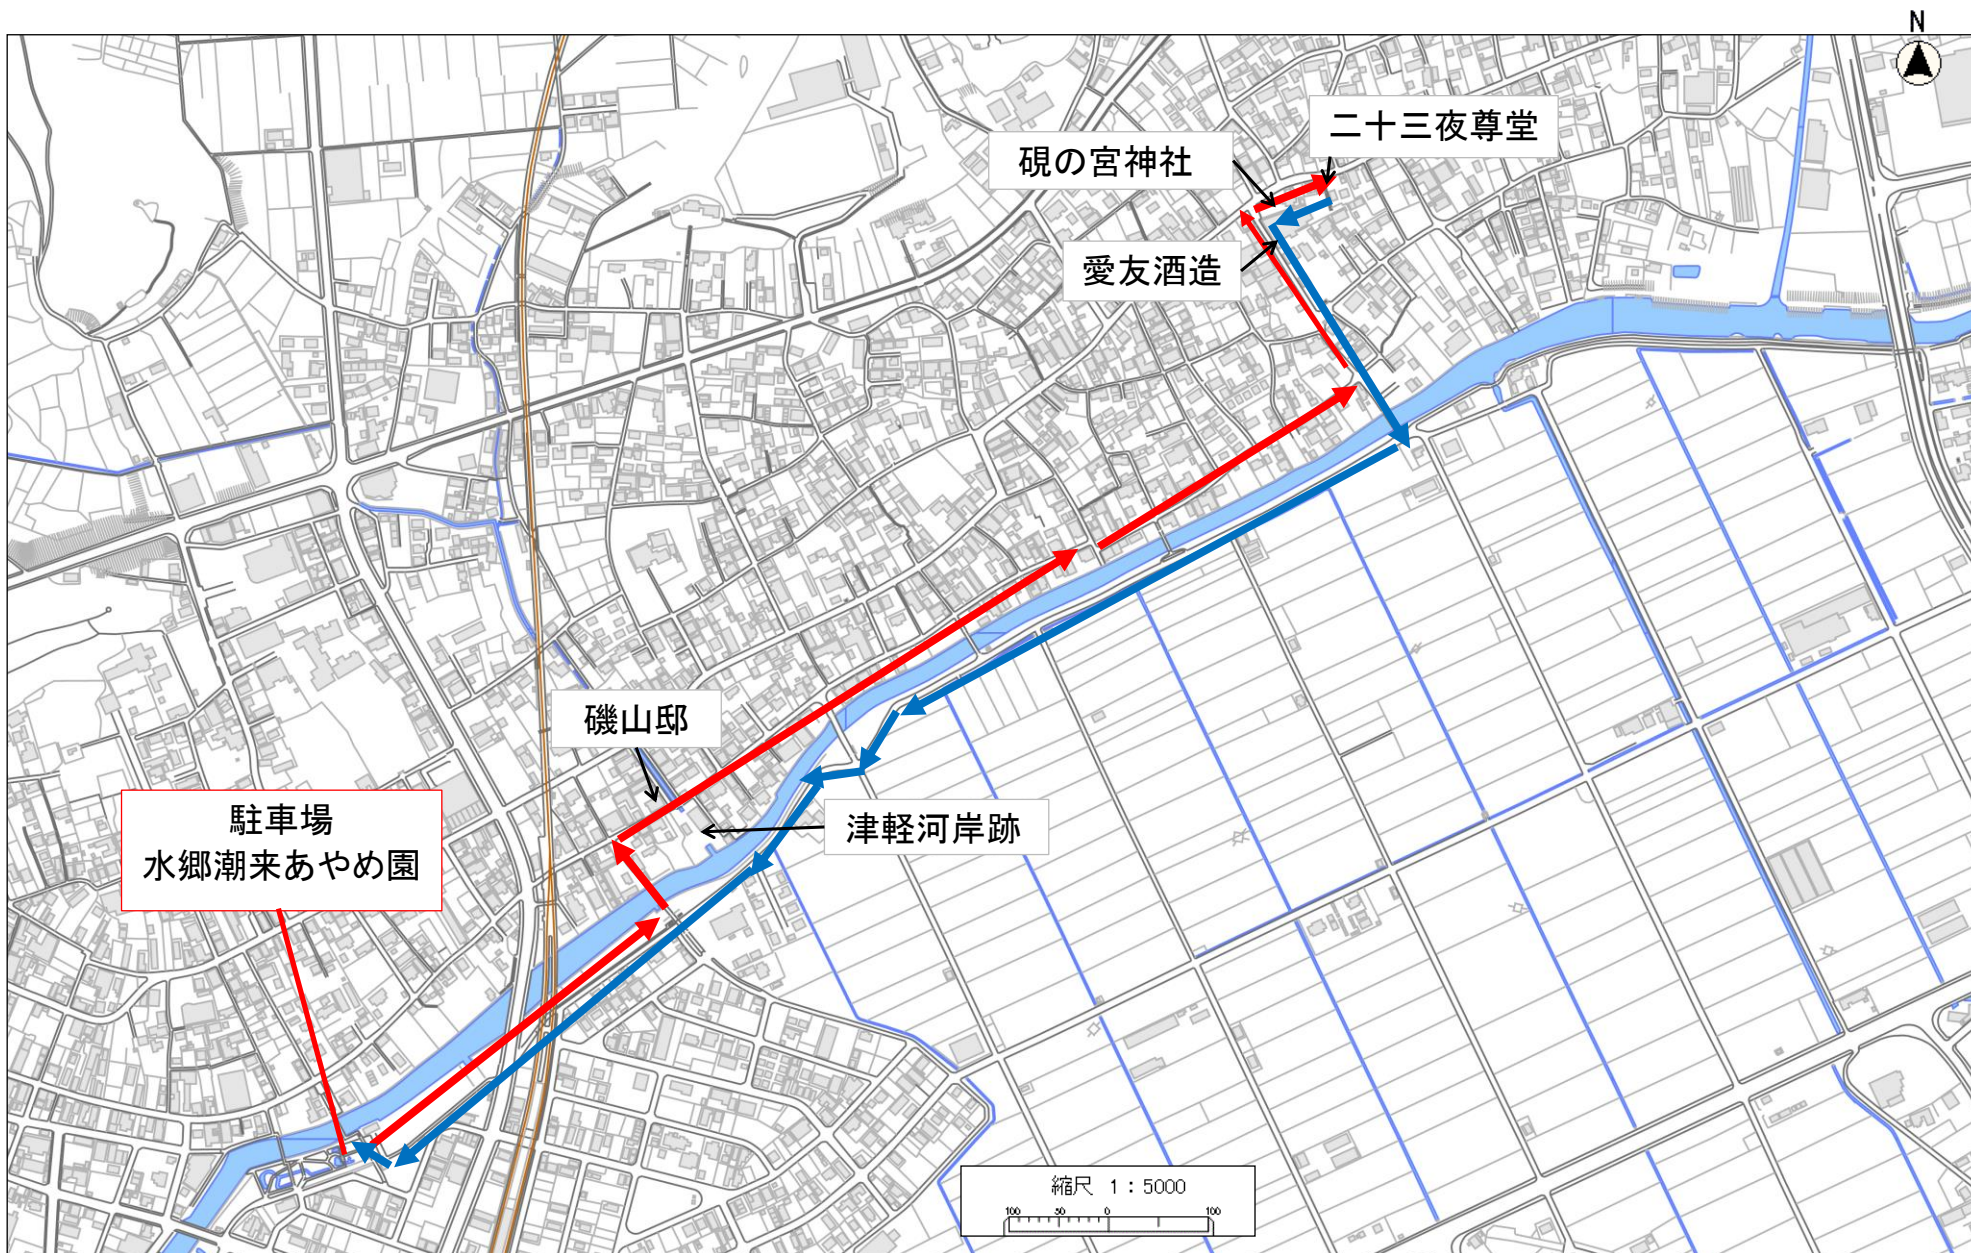 N
二十三夜尊堂
硯の宮神社
愛友酒造
磯山邸
津軽河岸跡
駐車場
水郷潮来あやめ園
縮尺 1:5000
100 50 0 100